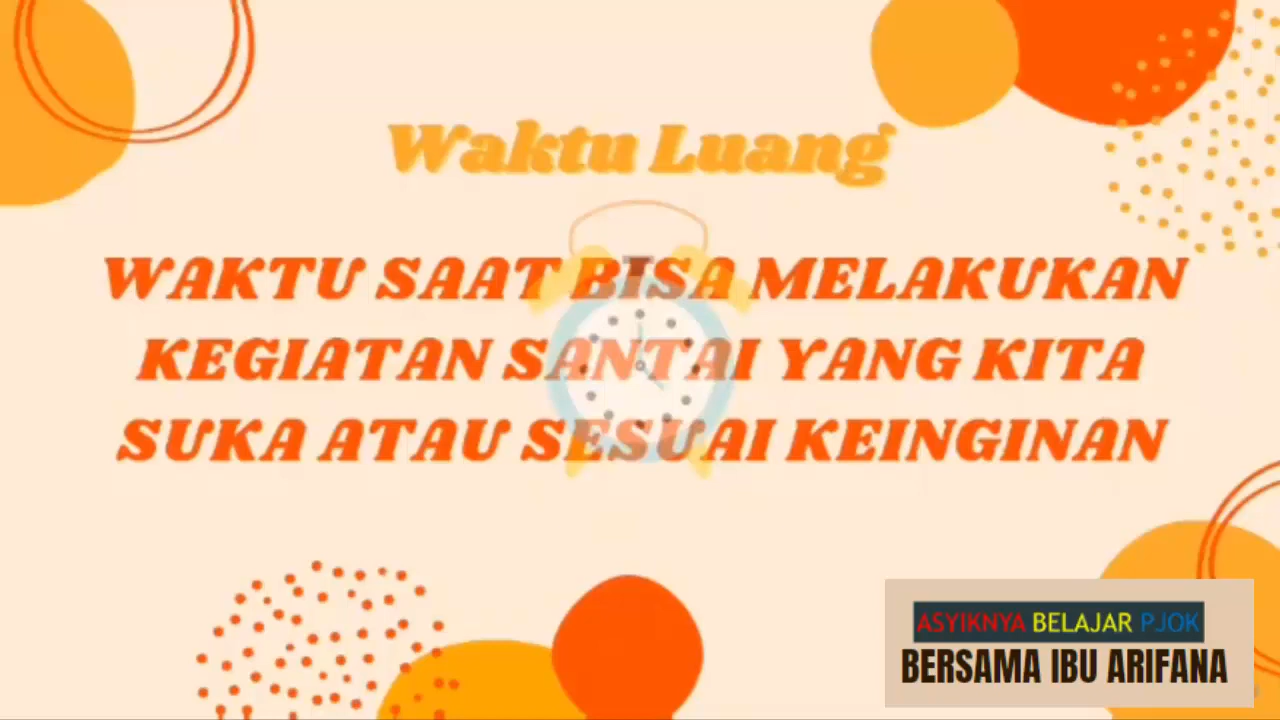 Waktu Luang
WAKTU SAAT BISA MELAKUKAN
KEGIATAN SANTAI YANG KITA
SUKA ATAU SESUAI KEINGINAN
ASYIKNYA BELAJAR PJOK
BERSAMA IBU ARIFANA